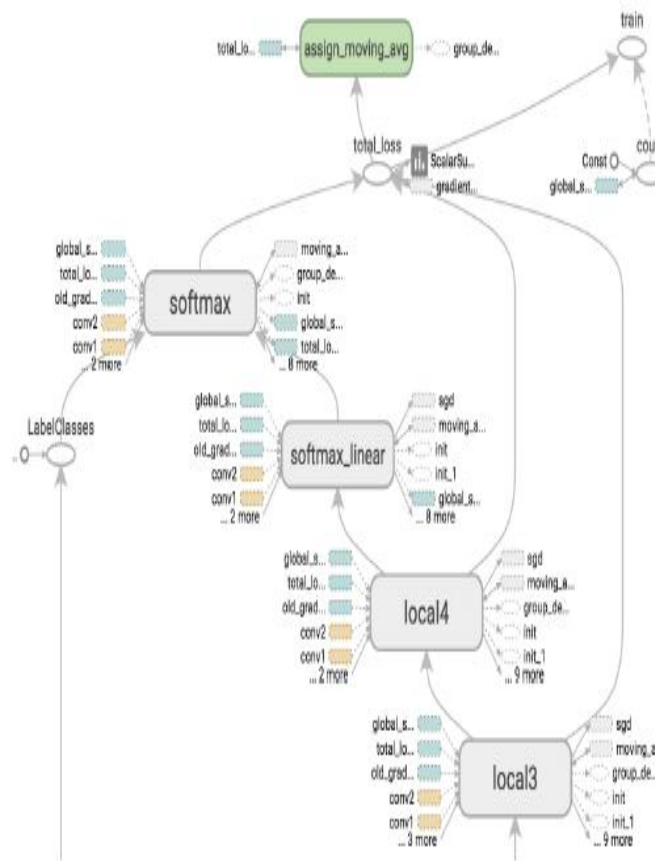 train
total_lo...
assign_moving_avg
group_de...
total_loss
cou
ScalarSu...
Const
gradient...
global_s...
global_s...
moving_a...
total_lo...
group_de...
old_grad...
softmax
init
conv2
global_s...
conv1
total_lo...
... 2 more
... 8 more
LabelClasses
global_s...
sgd
total_lo...
moving_a...
old_grad...
softmax_linear
init
conv2
init_1
conv1
global_s...
... 2 more
... 8 more
global_s...
sgd
total_lo...
moving_a...
old_grad...
local4
group_de...
conv2
init
conv1
init_1
... 2 more
... 9 more
global_s...
sgd
total_lo...
moving_a
old_grad...
local3
group_de...
conv2
init
conv1
init_1
... 3 more
... 9 more